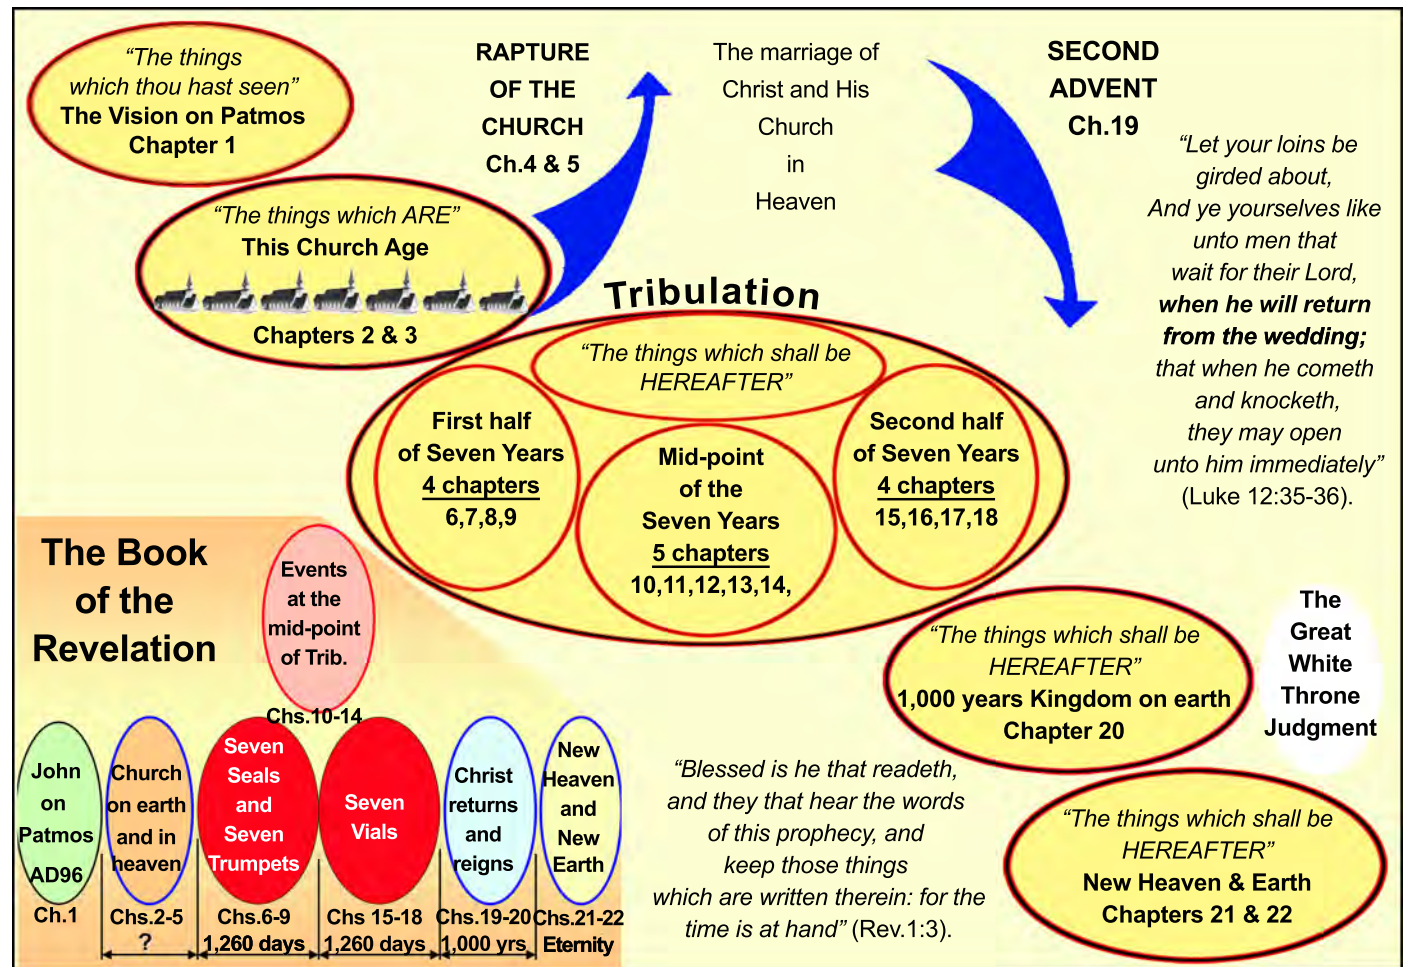 “The things
which thou hast seen”
The Vision on Patmos
Chapter 1
“The things which ARE”
This Church Age
Chapters 2 & 3
RAPTURE
OF THE
CHURCH
Ch.4 & 5
The marriage of
Christ and His
Church
in
Heaven
SECOND
ADVENT
Ch.19
“Let your loins be
girded about,
And ye yourselves like
unto men that
wait for their Lord,
when he will return
from the wedding;
that when he cometh
and knocketh,
they may open
unto him immediately”
(Luke 12:35-36).
Tribulation
“The things which shall be
HEREAFTER”
First half
of Seven Years
4 chapters
6,7,8,9
Mid-point
of the
Seven Years
5 chapters
10,11,12,13,14,
Second half
of Seven Years
4 chapters
15,16,17,18
“The things which shall be
HEREAFTER”
1,000 years Kingdom on earth
Chapter 20
The
Great
White
Throne
Judgment
“The things which shall be
HEREAFTER”
New Heaven & Earth
Chapters 21 & 22
“Blessed is he that readeth,
and they that hear the words
of this prophecy, and
keep those things
which are written therein: for the
time is at hand” (Rev.1:3).
The Book
of the
Revelation
Events
at the
mid-point
of Trib.
Chs.10-14
John
on
Patmos
AD96
Ch.1
Church
on earth
and in
heaven
Chs.2-5
?
Seven
Seals
and
Seven
Trumpets
Chs.6-9
1,260 days
Seven
Vials
Chs 15-18
1,260 days
Christ
returns
and
reigns
Chs.19-20
1,000 yrs
New
Heaven
and
New
Earth
Chs.21-22
Eternity